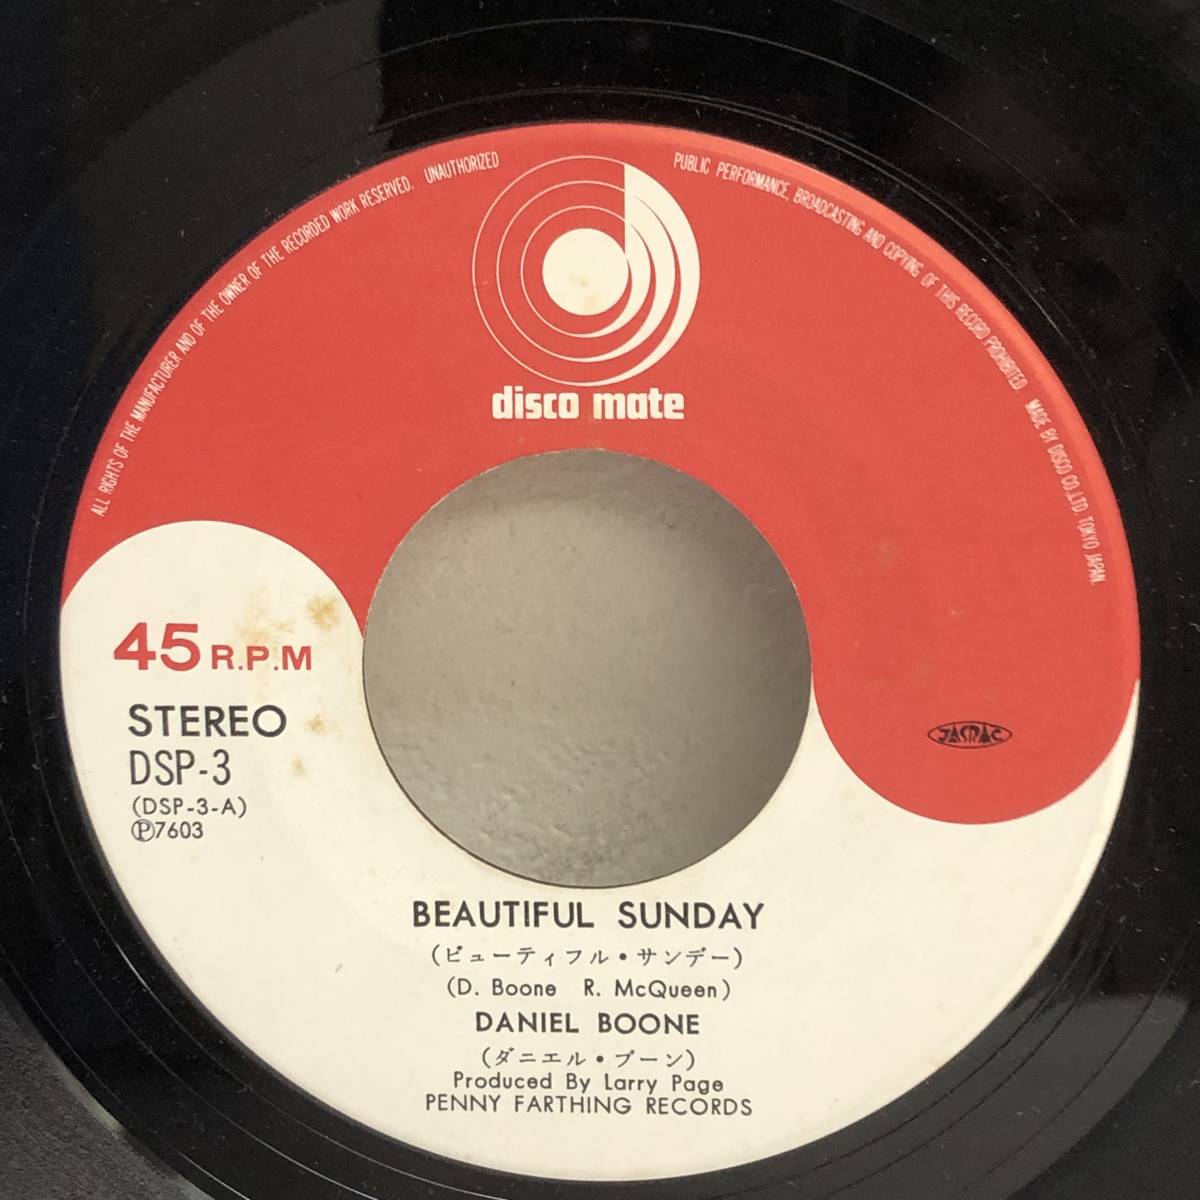 ALL RIGHTS OF THE MANUFACTURER AND OF THE OWNER OF THE RECORDED WORK RESERVED. UNAUTHORIZED
PUBLIC PERFORMANCE, BROADCASTING AND COPYING OF THIS RECORD PROHIBITED. MADE BY DISCO CO.,LTD. TOKYO JAPAN.
disco mate
45 R.P.M
STEREO
DSP-3
(DSP-3-A)
Ⓟ7603
JASRAC
BEAUTIFUL SUNDAY
(ビューティフル・サンデー)
(D. Boone R. McQueen)
DANIEL BOONE
(ダニエル・ブーン)
Produced By Larry Page
PENNY FARTHING RECORDS